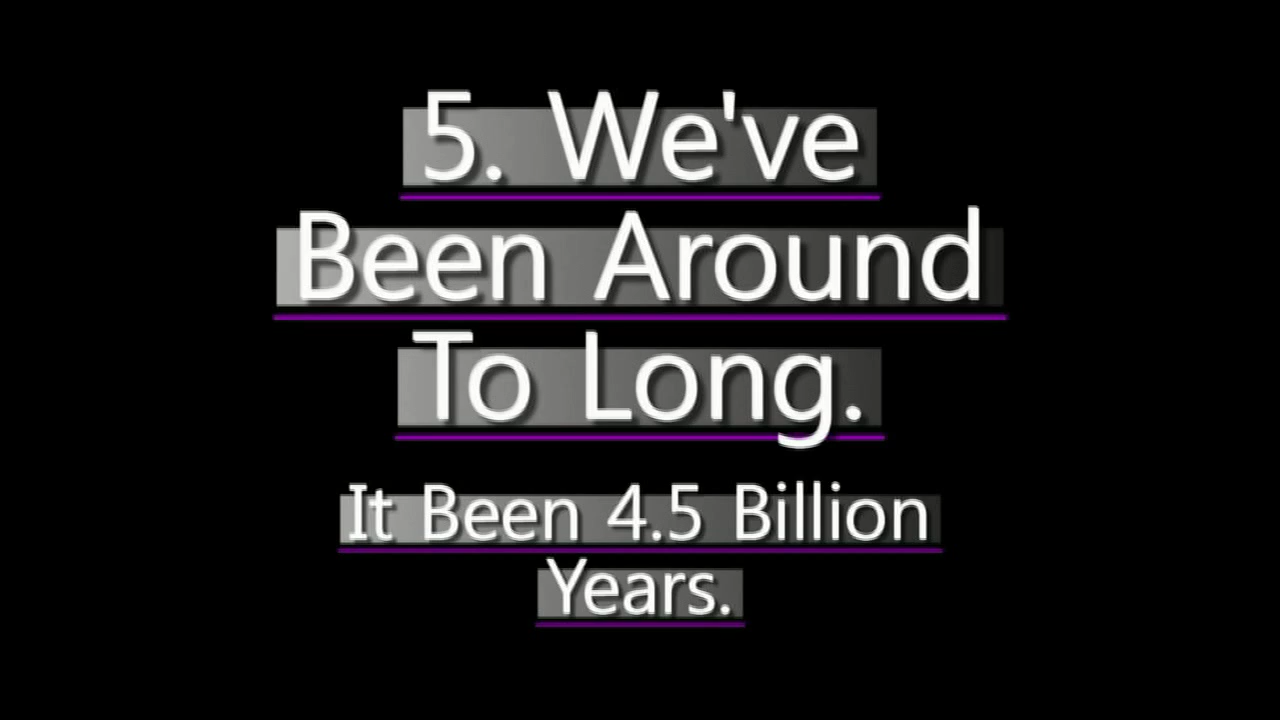 5. We've
Been Around
To Long.
It Been 4.5 Billion
Years.